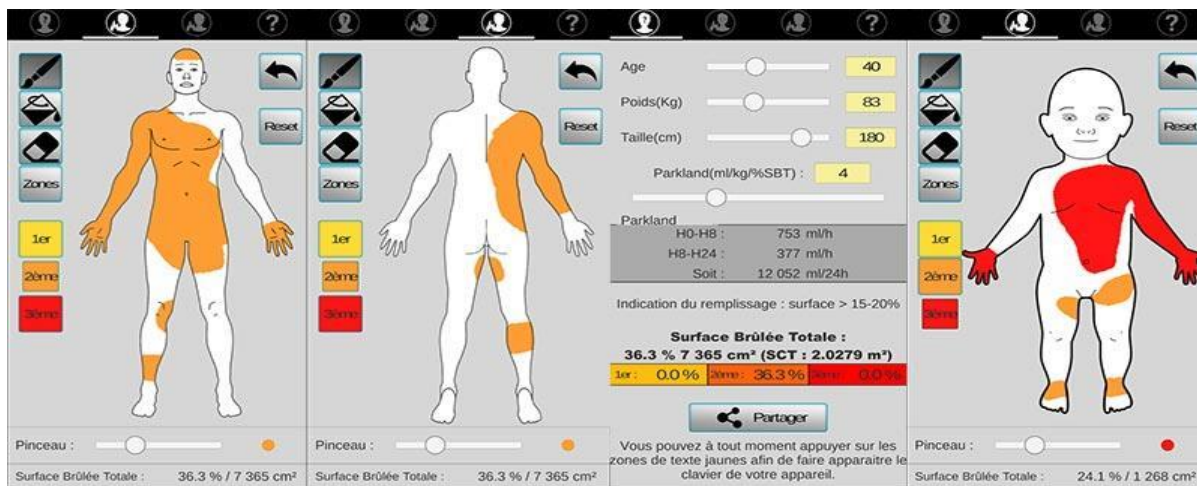 ?
Reset
Zones
1er
2ème
3ème
Pinceau :
Surface Brûlée Totale : 36.3 % / 7 365 cm²
?
Reset
Zones
1er
2ème
3ème
Pinceau :
Surface Brûlée Totale : 36.3 % / 7 365 cm²
?
Age 40
Poids(Kg) 83
Taille(cm) 180
Parkland(ml/kg/%SBT) : 4
Parkland
H0-H8 : 753 ml/h
H8-H24 : 377 ml/h
Soit : 12 052 ml/24h
Indication du remplissage : surface > 15-20%
Surface Brûlée Totale :
36.3 % 7 365 cm² (SCT : 2.0279 m²)
1er : 0.0 % 2ème : 36.3 % 3ème : 0.0 %
Partager
Vous pouvez à tout moment appuyer sur les
zones de texte jaunes afin de faire apparaitre le
clavier de votre appareil.
?
Reset
Zones
1er
2ème
3ème
Pinceau :
Surface Brûlée Totale : 24.1 % / 1 268 cm²